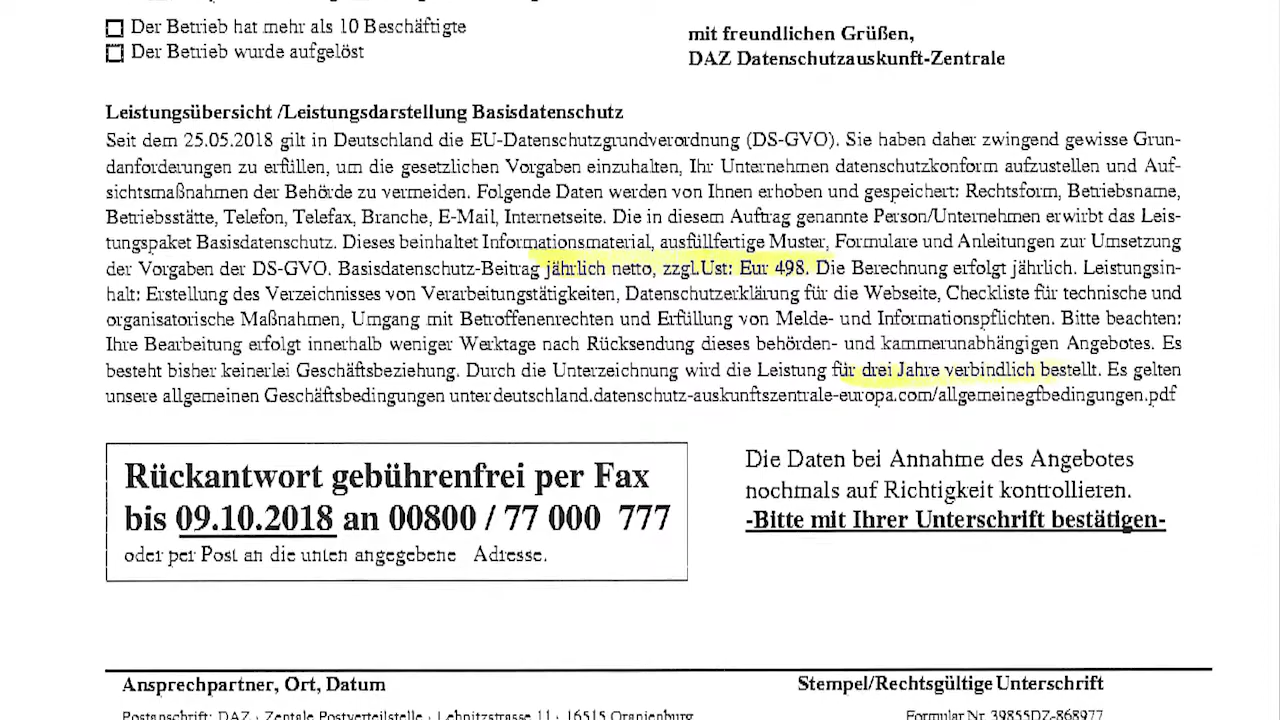 Der Betrieb hat mehr als 10 Beschäftigte
Der Betrieb wurde aufgelöst
mit freundlichen Grüßen,
DAZ Datenschutzauskunft-Zentrale
Leistungsübersicht /Leistungsdarstellung Basisdatenschutz
Seit dem 25.05.2018 gilt in Deutschland die EU-Datenschutzgrundverordnung (DS-GVO). Sie haben daher zwingend gewisse Grun-
danforderungen zu erfüllen, um die gesetzlichen Vorgaben einzuhalten, Ihr Unternehmen datenschutzkonform aufzustellen und Auf-
sichtsmaßnahmen der Behörde zu vermeiden. Folgende Daten werden von Ihnen erhoben und gespeichert: Rechtsform, Betriebsname,
Betriebsstätte, Telefon, Telefax, Branche, E-Mail, Internetseite. Die in diesem Auftrag genannte Person/Unternehmen erwirbt das Leis-
tungspaket Basisdatenschutz. Dieses beinhaltet Informationsmaterial, ausfüllfertige Muster, Formulare und Anleitungen zur Umsetzung
der Vorgaben der DS-GVO. Basisdatenschutz-Beitrag jährlich netto, zzgl.Ust: Eur 498. Die Berechnung erfolgt jährlich. Leistungsin-
halt: Erstellung des Verzeichnisses von Verarbeitungstätigkeiten, Datenschutzerklärung für die Webseite, Checkliste für technische und
organisatorische Maßnahmen, Umgang mit Betroffenenrechten und Erfüllung von Melde- und Informationspflichten. Bitte beachten:
Ihre Bearbeitung erfolgt innerhalb weniger Werktage nach Rücksendung dieses behörden- und kammerunabhängigen Angebotes. Es
besteht bisher keinerlei Geschäftsbeziehung. Durch die Unterzeichnung wird die Leistung für drei Jahre verbindlich bestellt. Es gelten
unsere allgemeinen Geschäftsbedingungen unter deutschland.datenschutz-auskunftszentrale-europa.com/allgemeinegfbedingungen.pdf
Rückantwort gebührenfrei per Fax
bis 09.10.2018 an 00800 / 77 000 777
oder per Post an die unten angegebene Adresse.
Die Daten bei Annahme des Angebotes
nochmals auf Richtigkeit kontrollieren.
-Bitte mit Ihrer Unterschrift bestätigen-
Ansprechpartner, Ort, Datum
Stempel/Rechtsgültige Unterschrift
Postanschrift: DAZ · Zentale Postverteilstelle · Lehnitzstrasse 11 · 16515 Oranienburg
Formular Nr. 39855DZ-868977